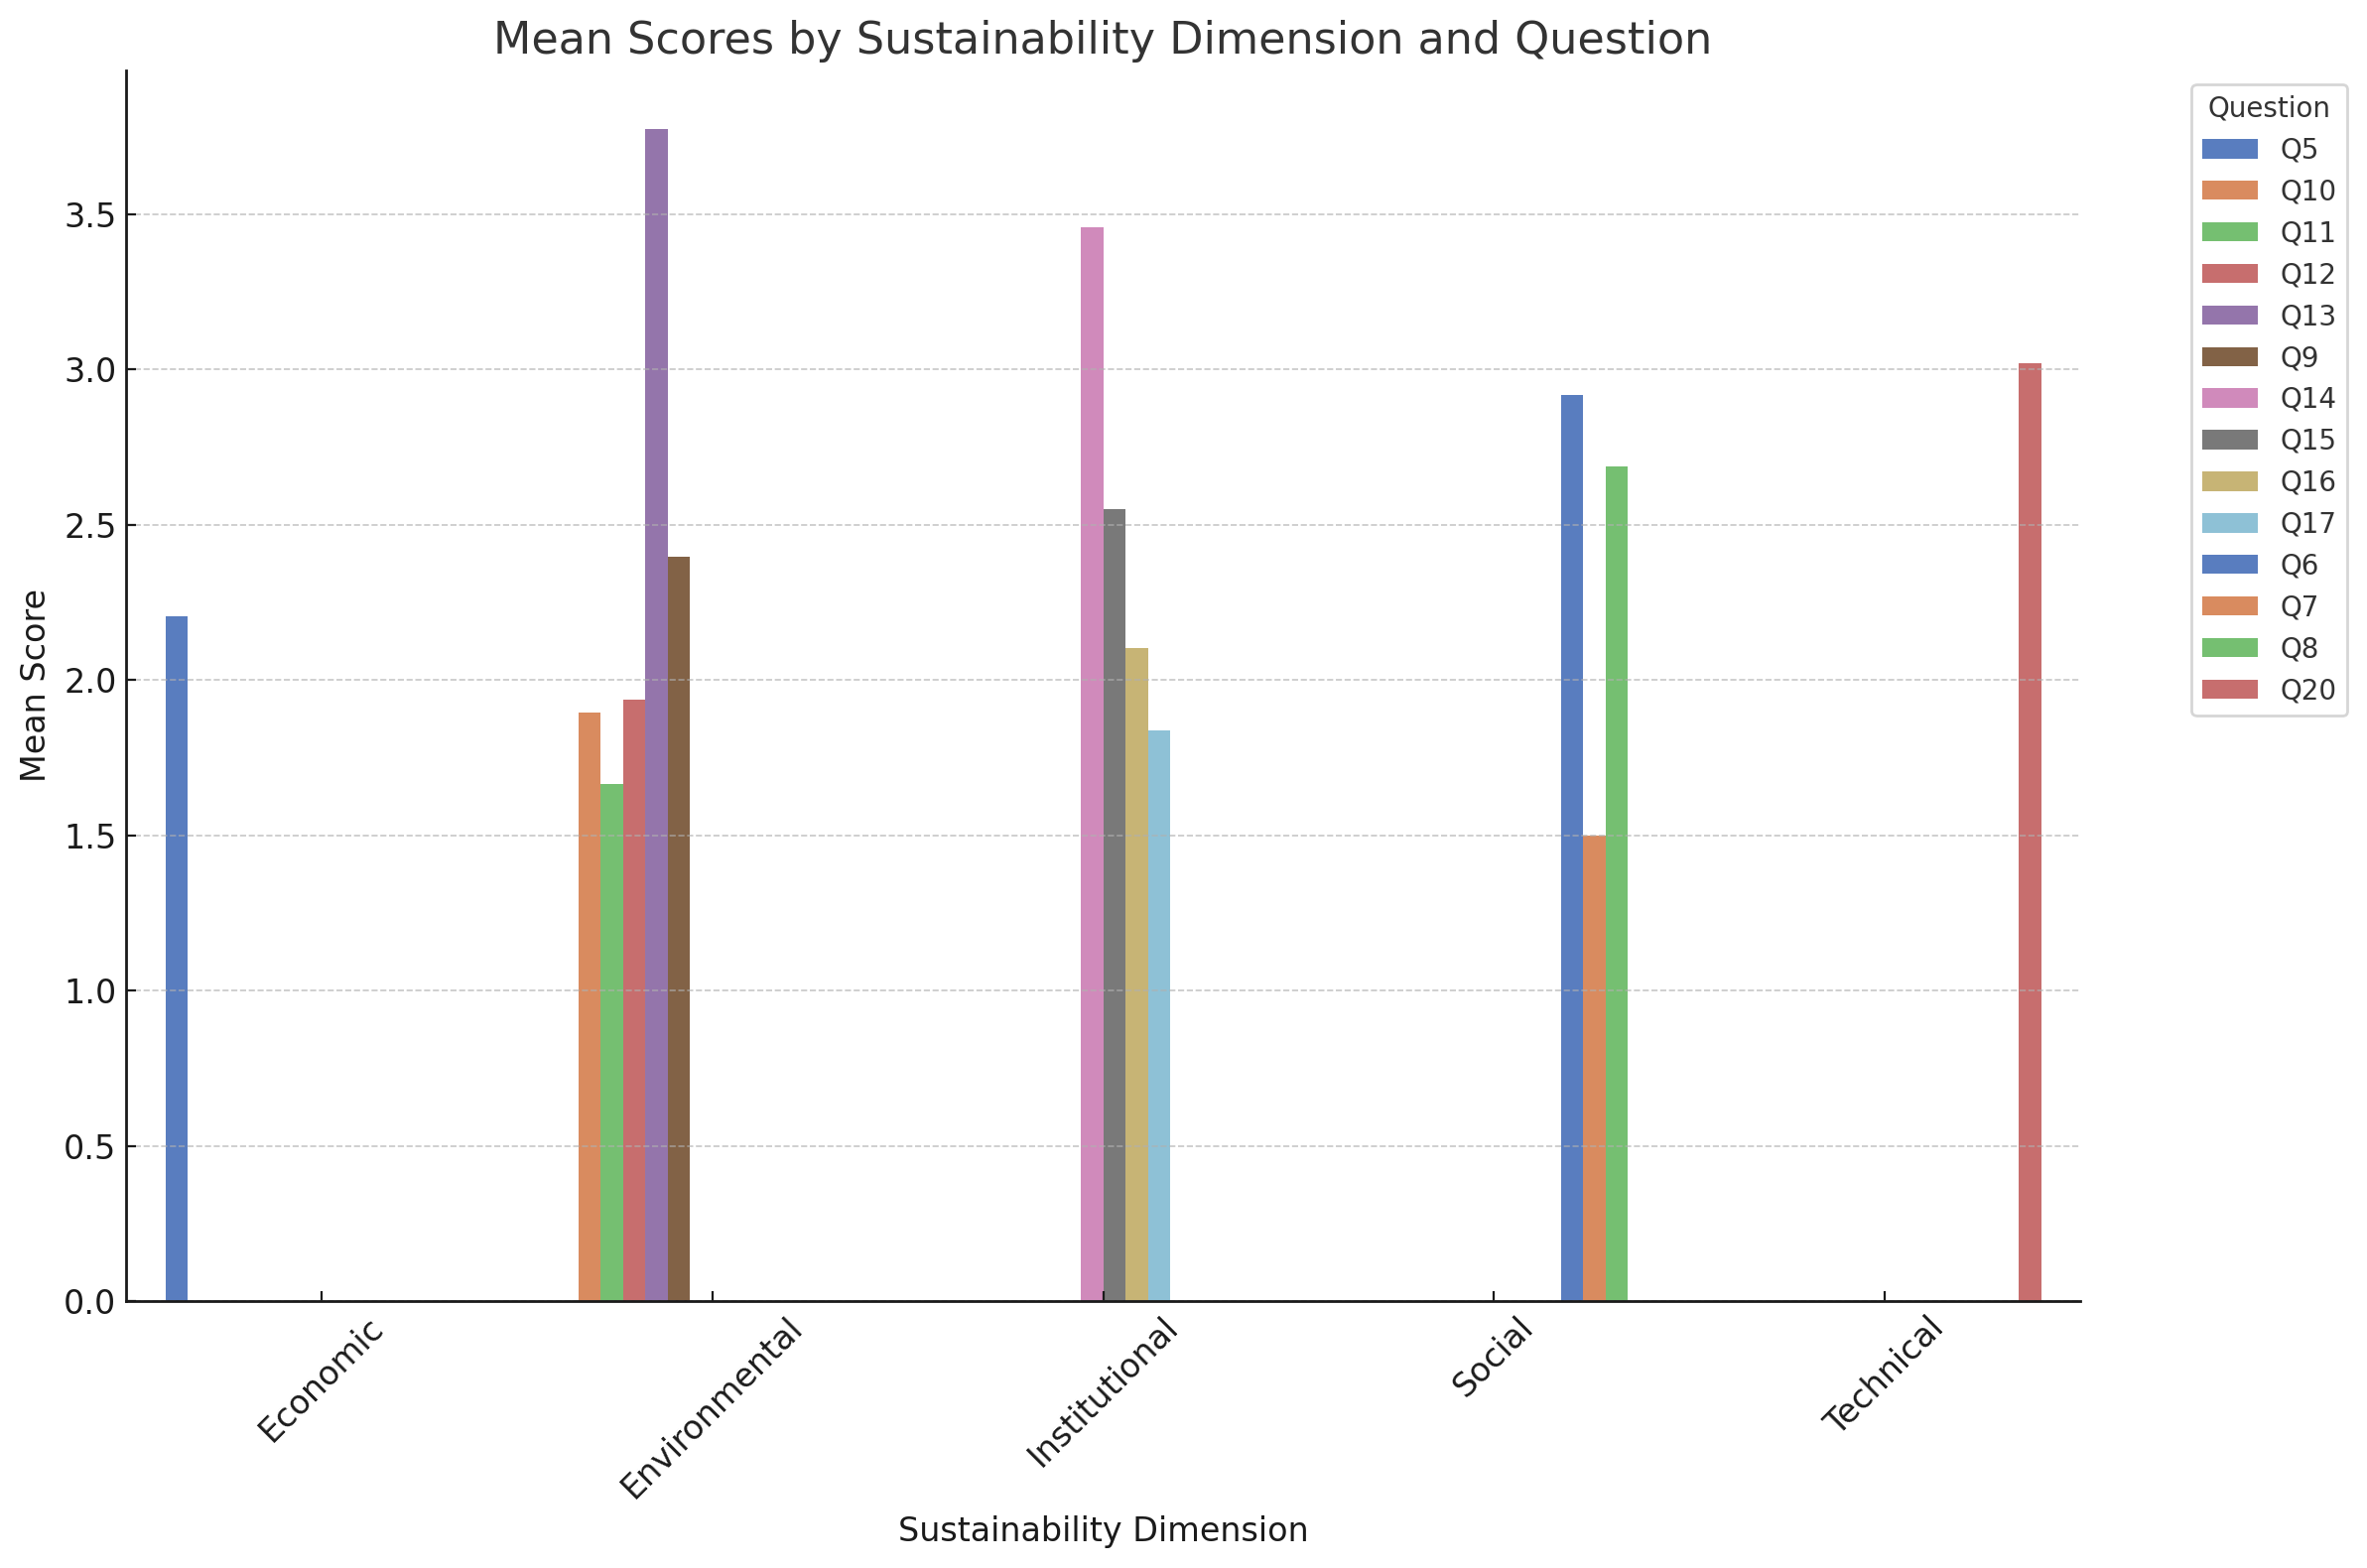 Mean Scores by Sustainability Dimension and Question
Mean Score
3.5
3.0
2.5
2.0
1.5
1.0
0.5
0.0
Economic
Environmental
Institutional
Social
Technical
Sustainability Dimension
Question
Q5
Q10
Q11
Q12
Q13
Q9
Q14
Q15
Q16
Q17
Q6
Q7
Q8
Q20